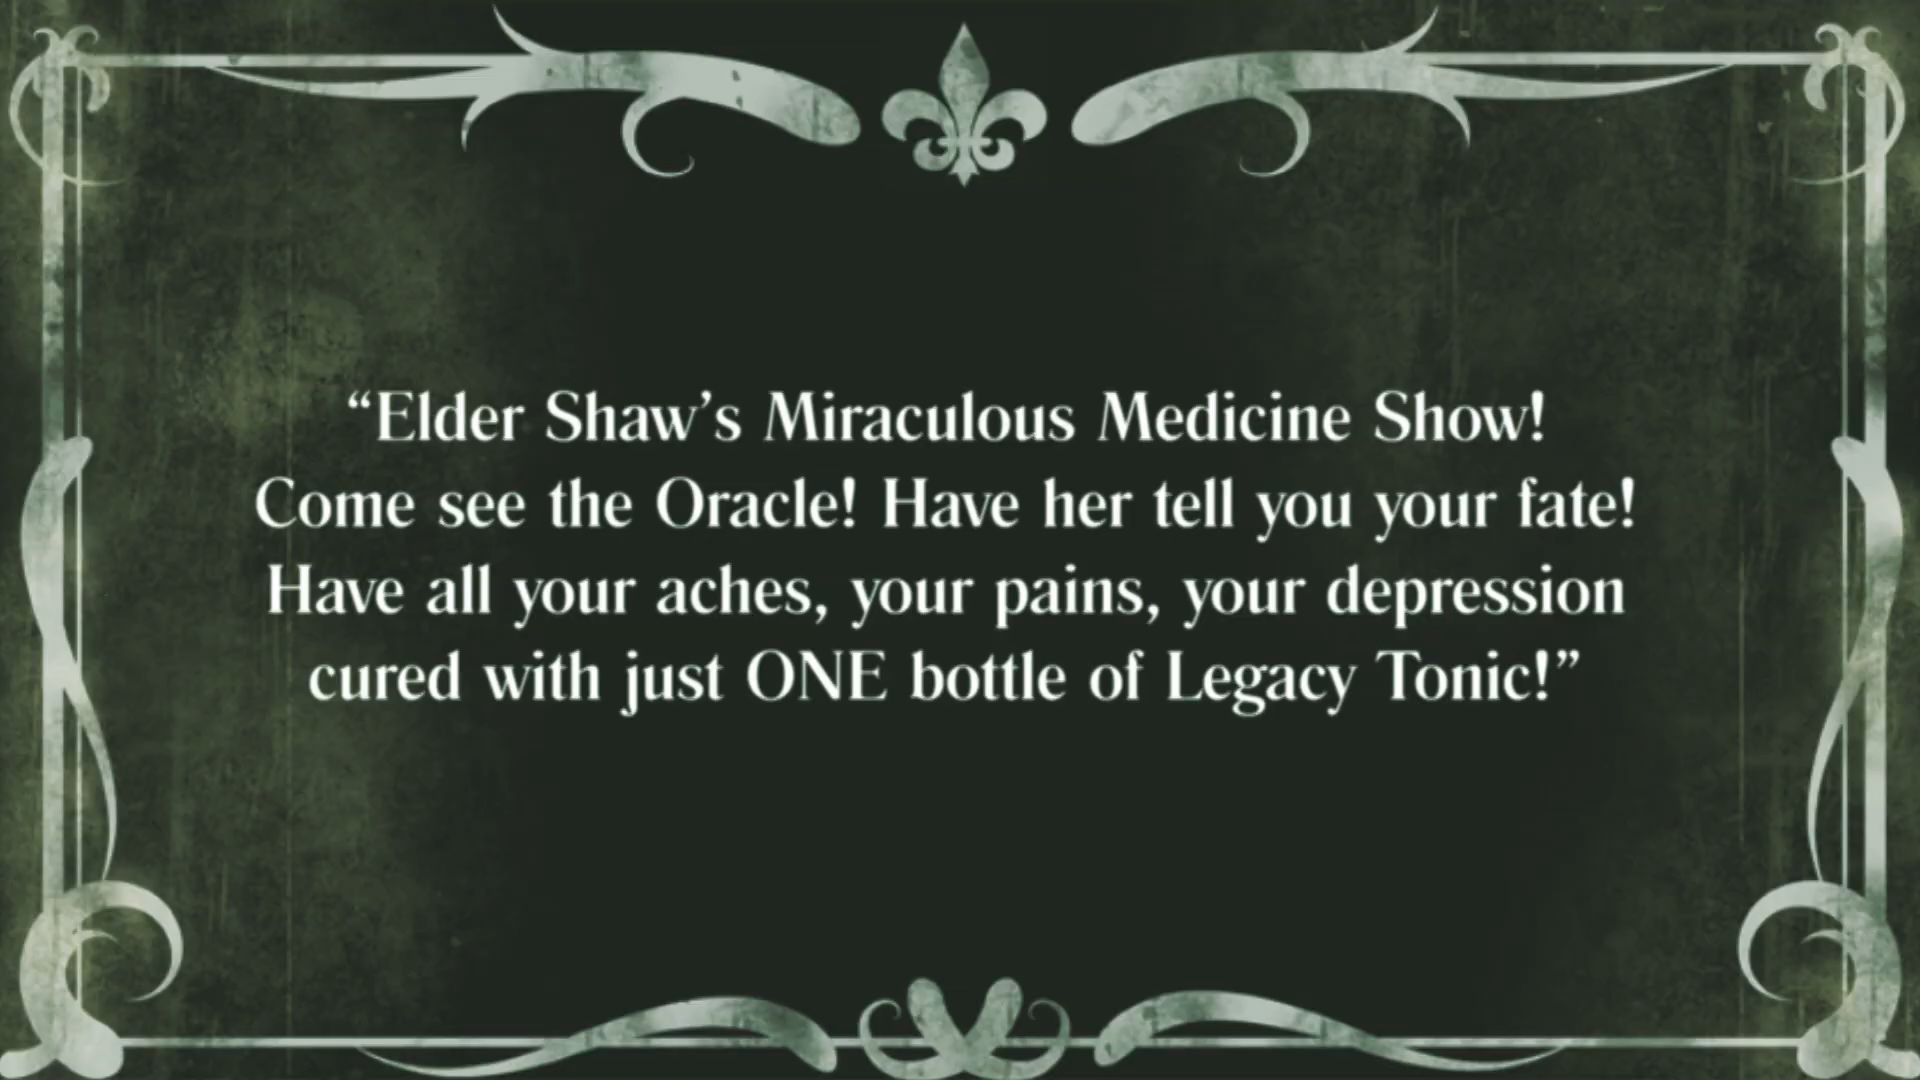 “Elder Shaw’s Miraculous Medicine Show!
Come see the Oracle! Have her tell you your fate!
Have all your aches, your pains, your depression
cured with just ONE bottle of Legacy Tonic!”